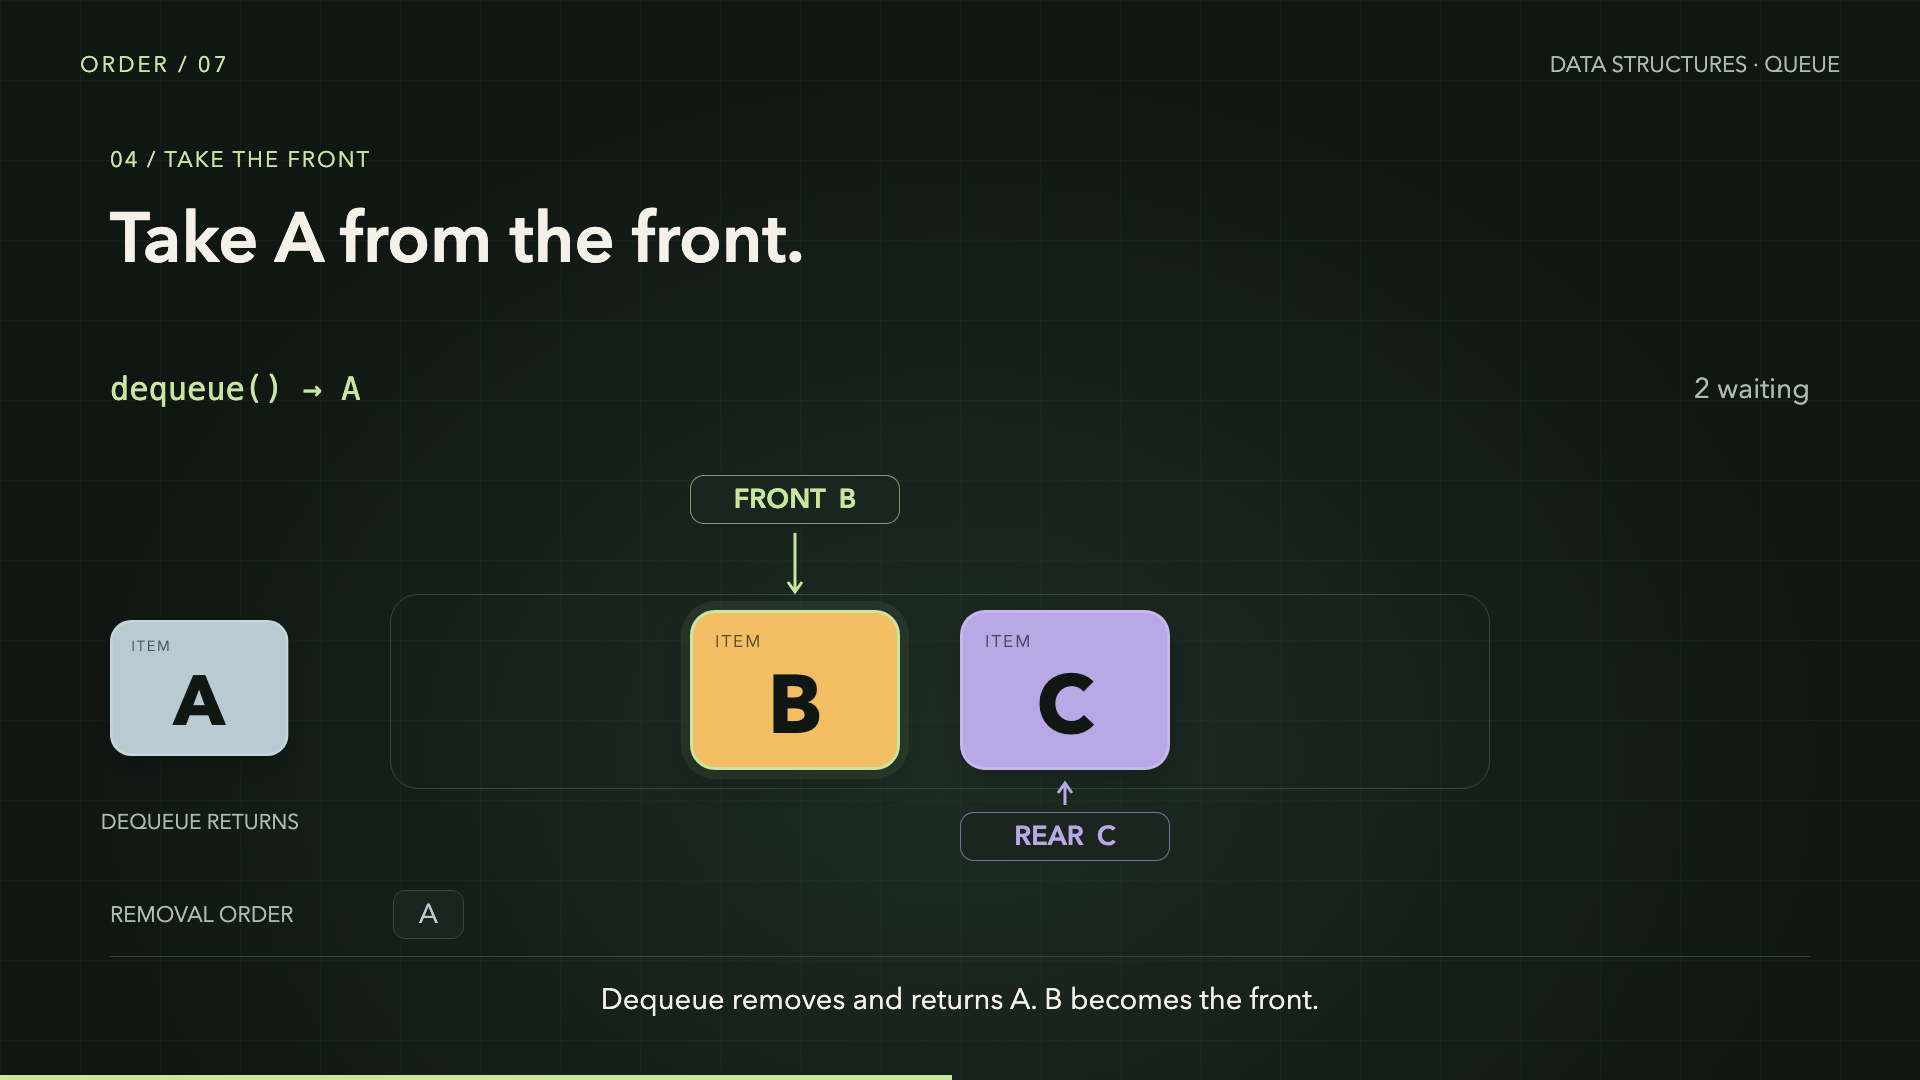 ORDER / 07
DATA STRUCTURES · QUEUE
04 / TAKE THE FRONT
Take A from the front.
dequeue() → A
2 waiting
FRONT B
ITEM
A
ITEM
B
ITEM
C
DEQUEUE RETURNS
REAR C
REMOVAL ORDER
A
Dequeue removes and returns A. B becomes the front.